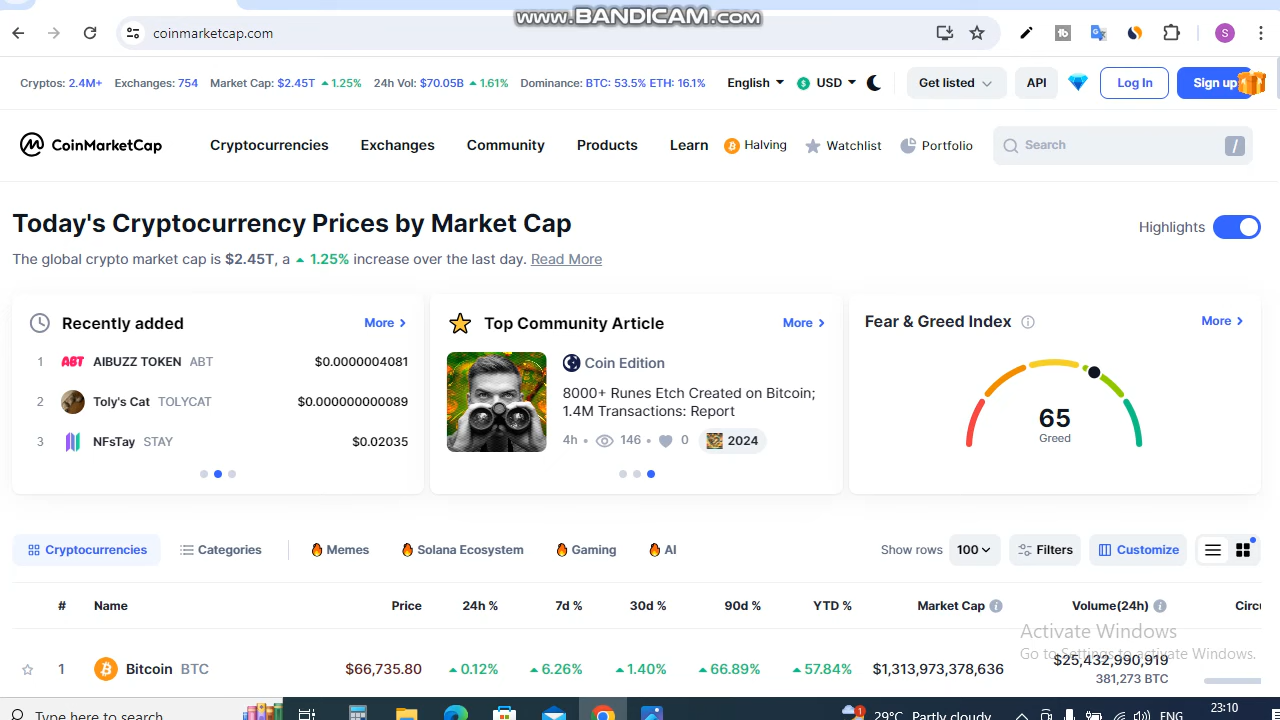 www.BANDICAM.com
coinmarketcap.com
S
Cryptos: 2.4M+ Exchanges: 754 Market Cap: $2.45T 1.25% 24h Vol: $70.05B 1.61% Dominance: BTC: 53.5% ETH: 16.1% English USD Get listed API Log In Sign up
CoinMarketCap Cryptocurrencies Exchanges Community Products Learn Halving Watchlist Portfolio Search /
Today's Cryptocurrency Prices by Market Cap
Highlights
The global crypto market cap is $2.45T, a 1.25% increase over the last day. Read More
Recently added More >
1 ABT AIBUZZ TOKEN ABT $0.0000004081
2 Toly's Cat TOLYCAT $0.000000000089
3 NFsTay STAY $0.02035
Top Community Article More >
Coin Edition
8000+ Runes Etch Created on Bitcoin;
1.4M Transactions: Report
4h • 146 • 0 2024
Fear & Greed Index More >
65
Greed
Cryptocurrencies Categories Memes Solana Ecosystem Gaming AI Show rows 100 Filters Customize
# Name Price 24h % 7d % 30d % 90d % YTD % Market Cap Volume(24h) Circu
1 Bitcoin BTC $66,735.80 0.12% 6.26% 1.40% 66.89% 57.84% $1,313,973,378,636 $25,432,990,919
381,273 BTC
Activate Windows
Go to Settings to activate Windows.
Type here to search 1 29°C Partly cloudy ENG 23:10